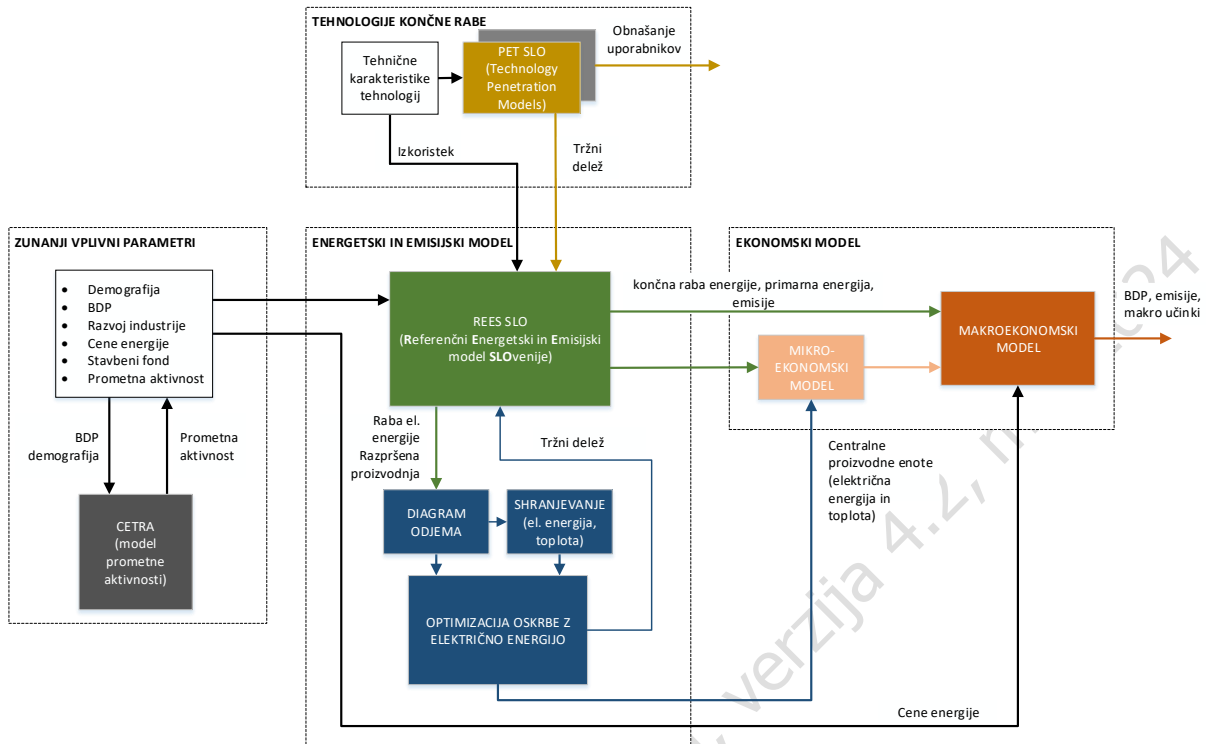 TEHNOLOGIJE KONČNE RABE
Tehnične
karakteristike
tehnologij
PET SLO
(Technology
Penetration
Models)
Obnašanje
uporabnikov
Izkoristek
Tržni
delež
ZUNANJI VPLIVNI PARAMETRI
• Demografija
• BDP
• Razvoj industrije
• Cene energije
• Stavbeni fond
• Prometna aktivnost
BDP
demografija
Prometna
aktivnost
CETRA
(model
prometne
aktivnosti)
ENERGETSKI IN EMISIJSKI MODEL
REES SLO
(Referenčni Energetski in Emisijski
model SLOvenije)
Raba el.
energije
Razpršena
proizvodnja
Tržni delež
DIAGRAM
ODJEMA
SHRANJEVANJE
(el. energija,
toplota)
OPTIMIZACIJA OSKRBE Z
ELEKTRIČNO ENERGIJO
EKONOMSKI MODEL
končna raba energije, primarna energija,
emisije
MIKRO-
EKONOMSKI
MODEL
MAKROEKONOMSKI
MODEL
BDP, emisije,
makro učinki
Centralne
proizvodne enote
(električna
energija in
toplota)
Cene energije
verzija 4.2,
24